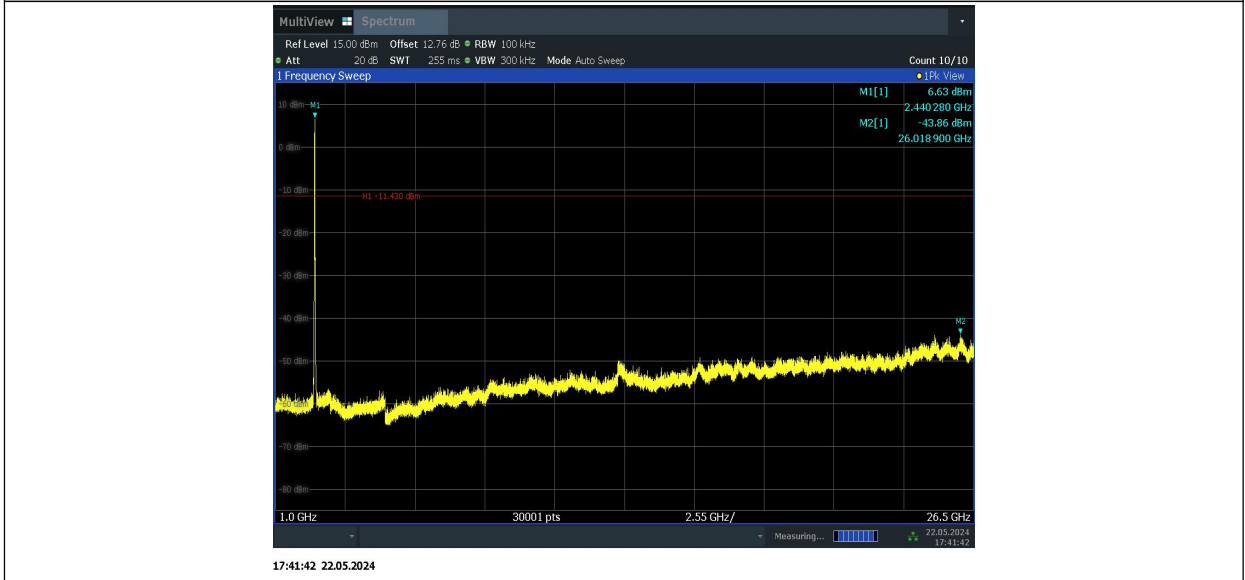 MultiView Spectrum
Ref Level 15.00 dBm Offset 12.76 dB RBW 100 kHz
Att 20 dB SWT 255 ms VBW 300 kHz Mode Auto Sweep Count 10/10
1 Frequency Sweep 1Pk View
M1[1] 6.63 dBm
2.440 280 GHz
M2[1] -43.86 dBm
26.018 900 GHz
10 dBm
M1
0 dBm
-10 dBm
H1 -11.430 dBm
-20 dBm
-30 dBm
-40 dBm
M2
-50 dBm
-60 dBm
-70 dBm
-80 dBm
1.0 GHz 30001 pts 2.55 GHz/ 26.5 GHz
Measuring... 22.05.2024
17:41:42
17:41:42 22.05.2024